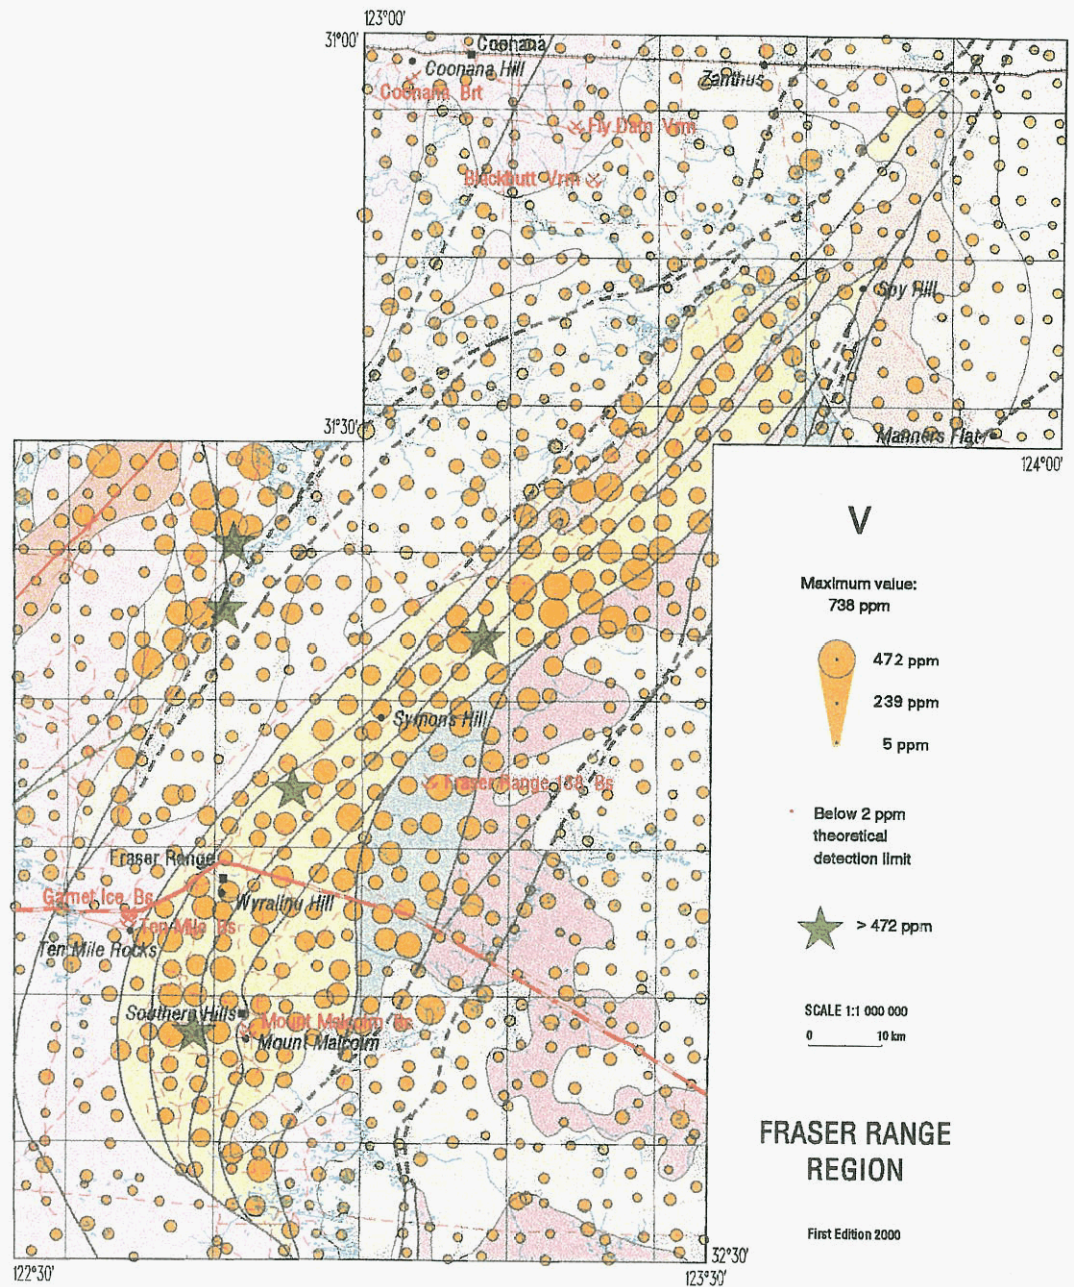 123°00'
31°00'
Coonana
Coonana Hill
Zanthus
Coonana Brt
Fly Dam Vrm
Blackbutt Vrm
Spy Hill
31°30'
Manners Flat
124°00'
V
Maximum value:
738 ppm
472 ppm
239 ppm
5 ppm
Symons Hill
Fraser Range 138 Bs
Below 2 ppm
theoretical
detection limit
Fraser Range
Wyralinu Hill
Garnet Ice Bs
Ten Mile Bs
Ten Mile Rocks
> 472 ppm
Southern Hills
Mount Malcolm Bs
Mount Malcolm
SCALE 1:1 000 000
0 10 km
FRASER RANGE
REGION
First Edition 2000
32°30'
122°30'
123°30'